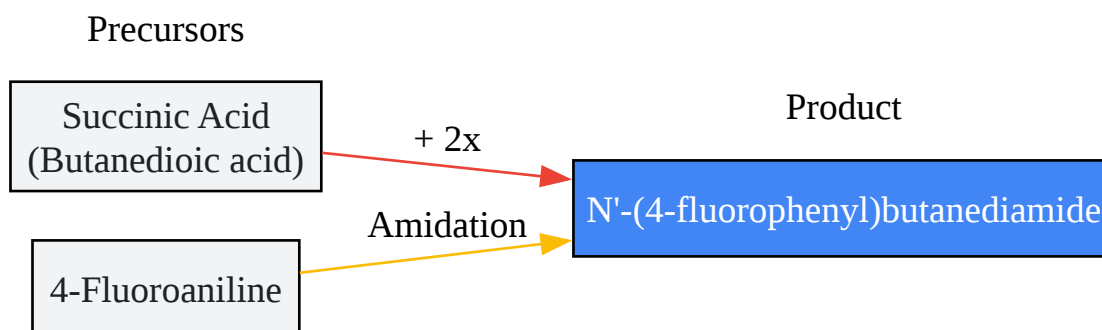 Precursors
Succinic Acid
(Butanedioic acid)
+ 2x
Product
N'-(4-fluorophenyl)butanediamide
Amidation
4-Fluoroaniline